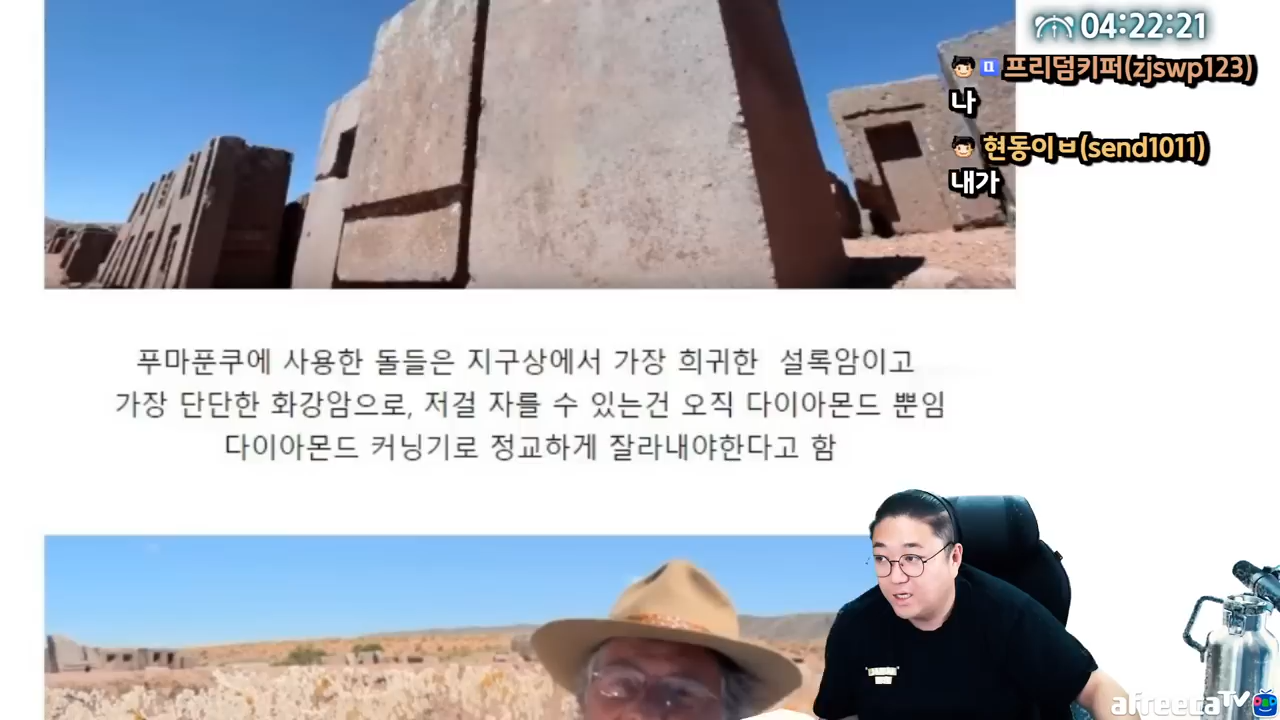 04:22:21
프리덤키퍼(zjswp123)
나
현동이ㅂ(send1011)
내가
푸마푼쿠에 사용한 돌들은 지구상에서 가장 희귀한 설록암이고
가장 단단한 화강암으로, 저걸 자를 수 있는건 오직 다이아몬드 뿐임
다이아몬드 커닝기로 정교하게 잘라내야한다고 함
afreecaTV